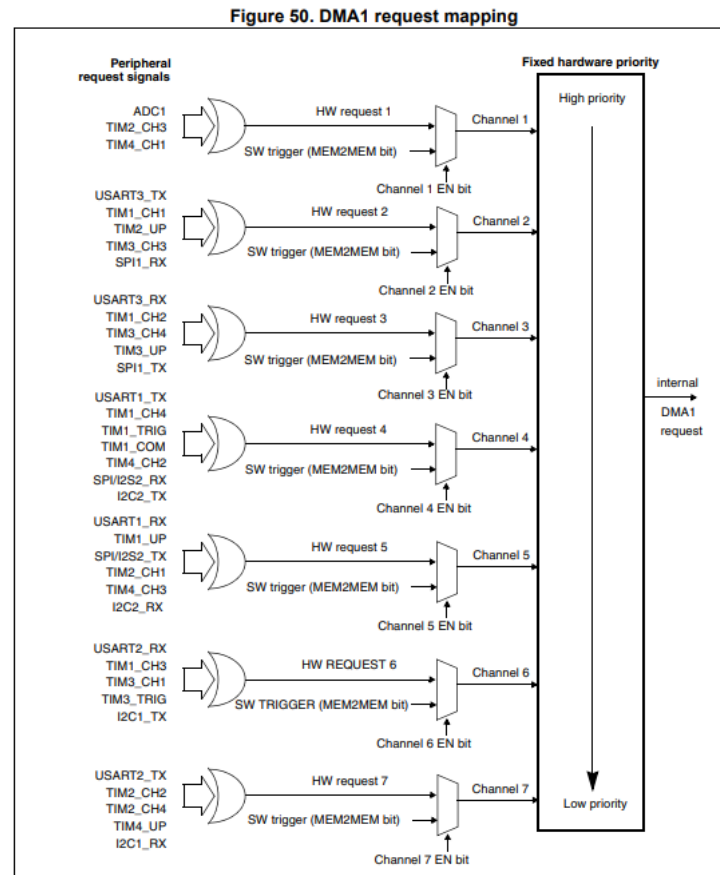 Figure 50. DMA1 request mapping
Peripheral
request signals
Fixed hardware priority
High priority
ADC1
TIM2_CH3
TIM4_CH1
HW request 1
SW trigger (MEM2MEM bit)
Channel 1
Channel 1 EN bit
USART3_TX
TIM1_CH1
TIM2_UP
TIM3_CH3
SPI1_RX
HW request 2
SW trigger (MEM2MEM bit)
Channel 2
Channel 2 EN bit
USART3_RX
TIM1_CH2
TIM3_CH4
TIM3_UP
SPI1_TX
HW request 3
SW trigger (MEM2MEM bit)
Channel 3
Channel 3 EN bit
internal
DMA1
request
USART1_TX
TIM1_CH4
TIM1_TRIG
TIM1_COM
TIM4_CH2
SPI/I2S2_RX
I2C2_TX
HW request 4
SW trigger (MEM2MEM bit)
Channel 4
Channel 4 EN bit
USART1_RX
TIM1_UP
SPI/I2S2_TX
TIM2_CH1
TIM4_CH3
I2C2_RX
HW request 5
SW trigger (MEM2MEM bit)
Channel 5
Channel 5 EN bit
USART2_RX
TIM1_CH3
TIM3_CH1
TIM3_TRIG
I2C1_TX
HW REQUEST 6
SW TRIGGER (MEM2MEM bit)
Channel 6
Channel 6 EN bit
USART2_TX
TIM2_CH2
TIM2_CH4
TIM4_UP
I2C1_RX
HW request 7
SW trigger (MEM2MEM bit)
Channel 7
Channel 7 EN bit
Low priority